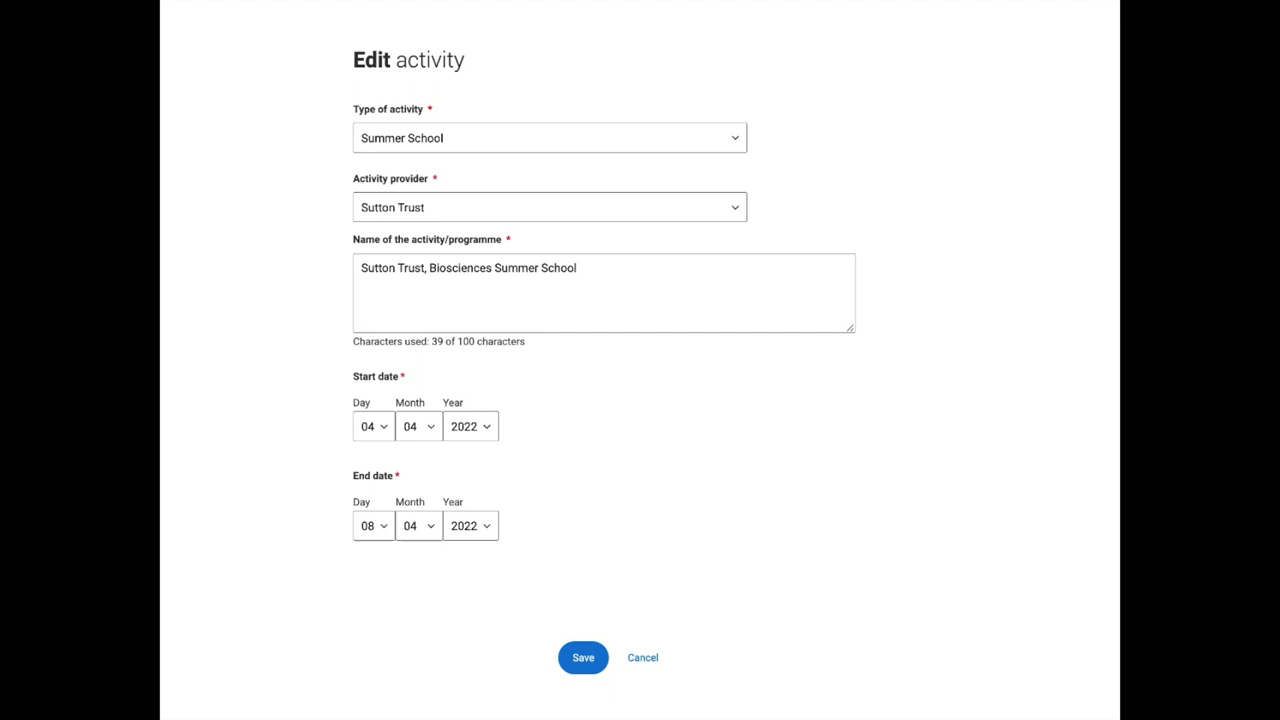 Edit activity
Type of activity *
Summer School
Activity provider *
Sutton Trust
Name of the activity/programme *
Sutton Trust, Biosciences Summer School
Characters used: 39 of 100 characters
Start date*
Day Month Year
04 04 2022
End date*
Day Month Year
08 04 2022
Save Cancel